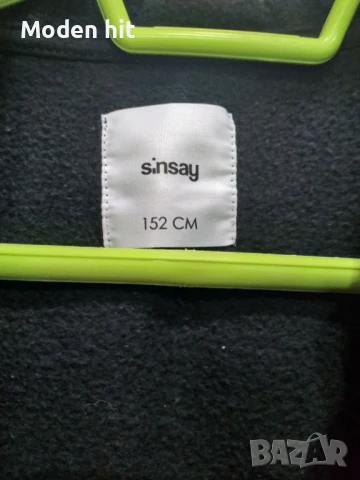 Moden hit
sinsay
152 CM
BAZAR